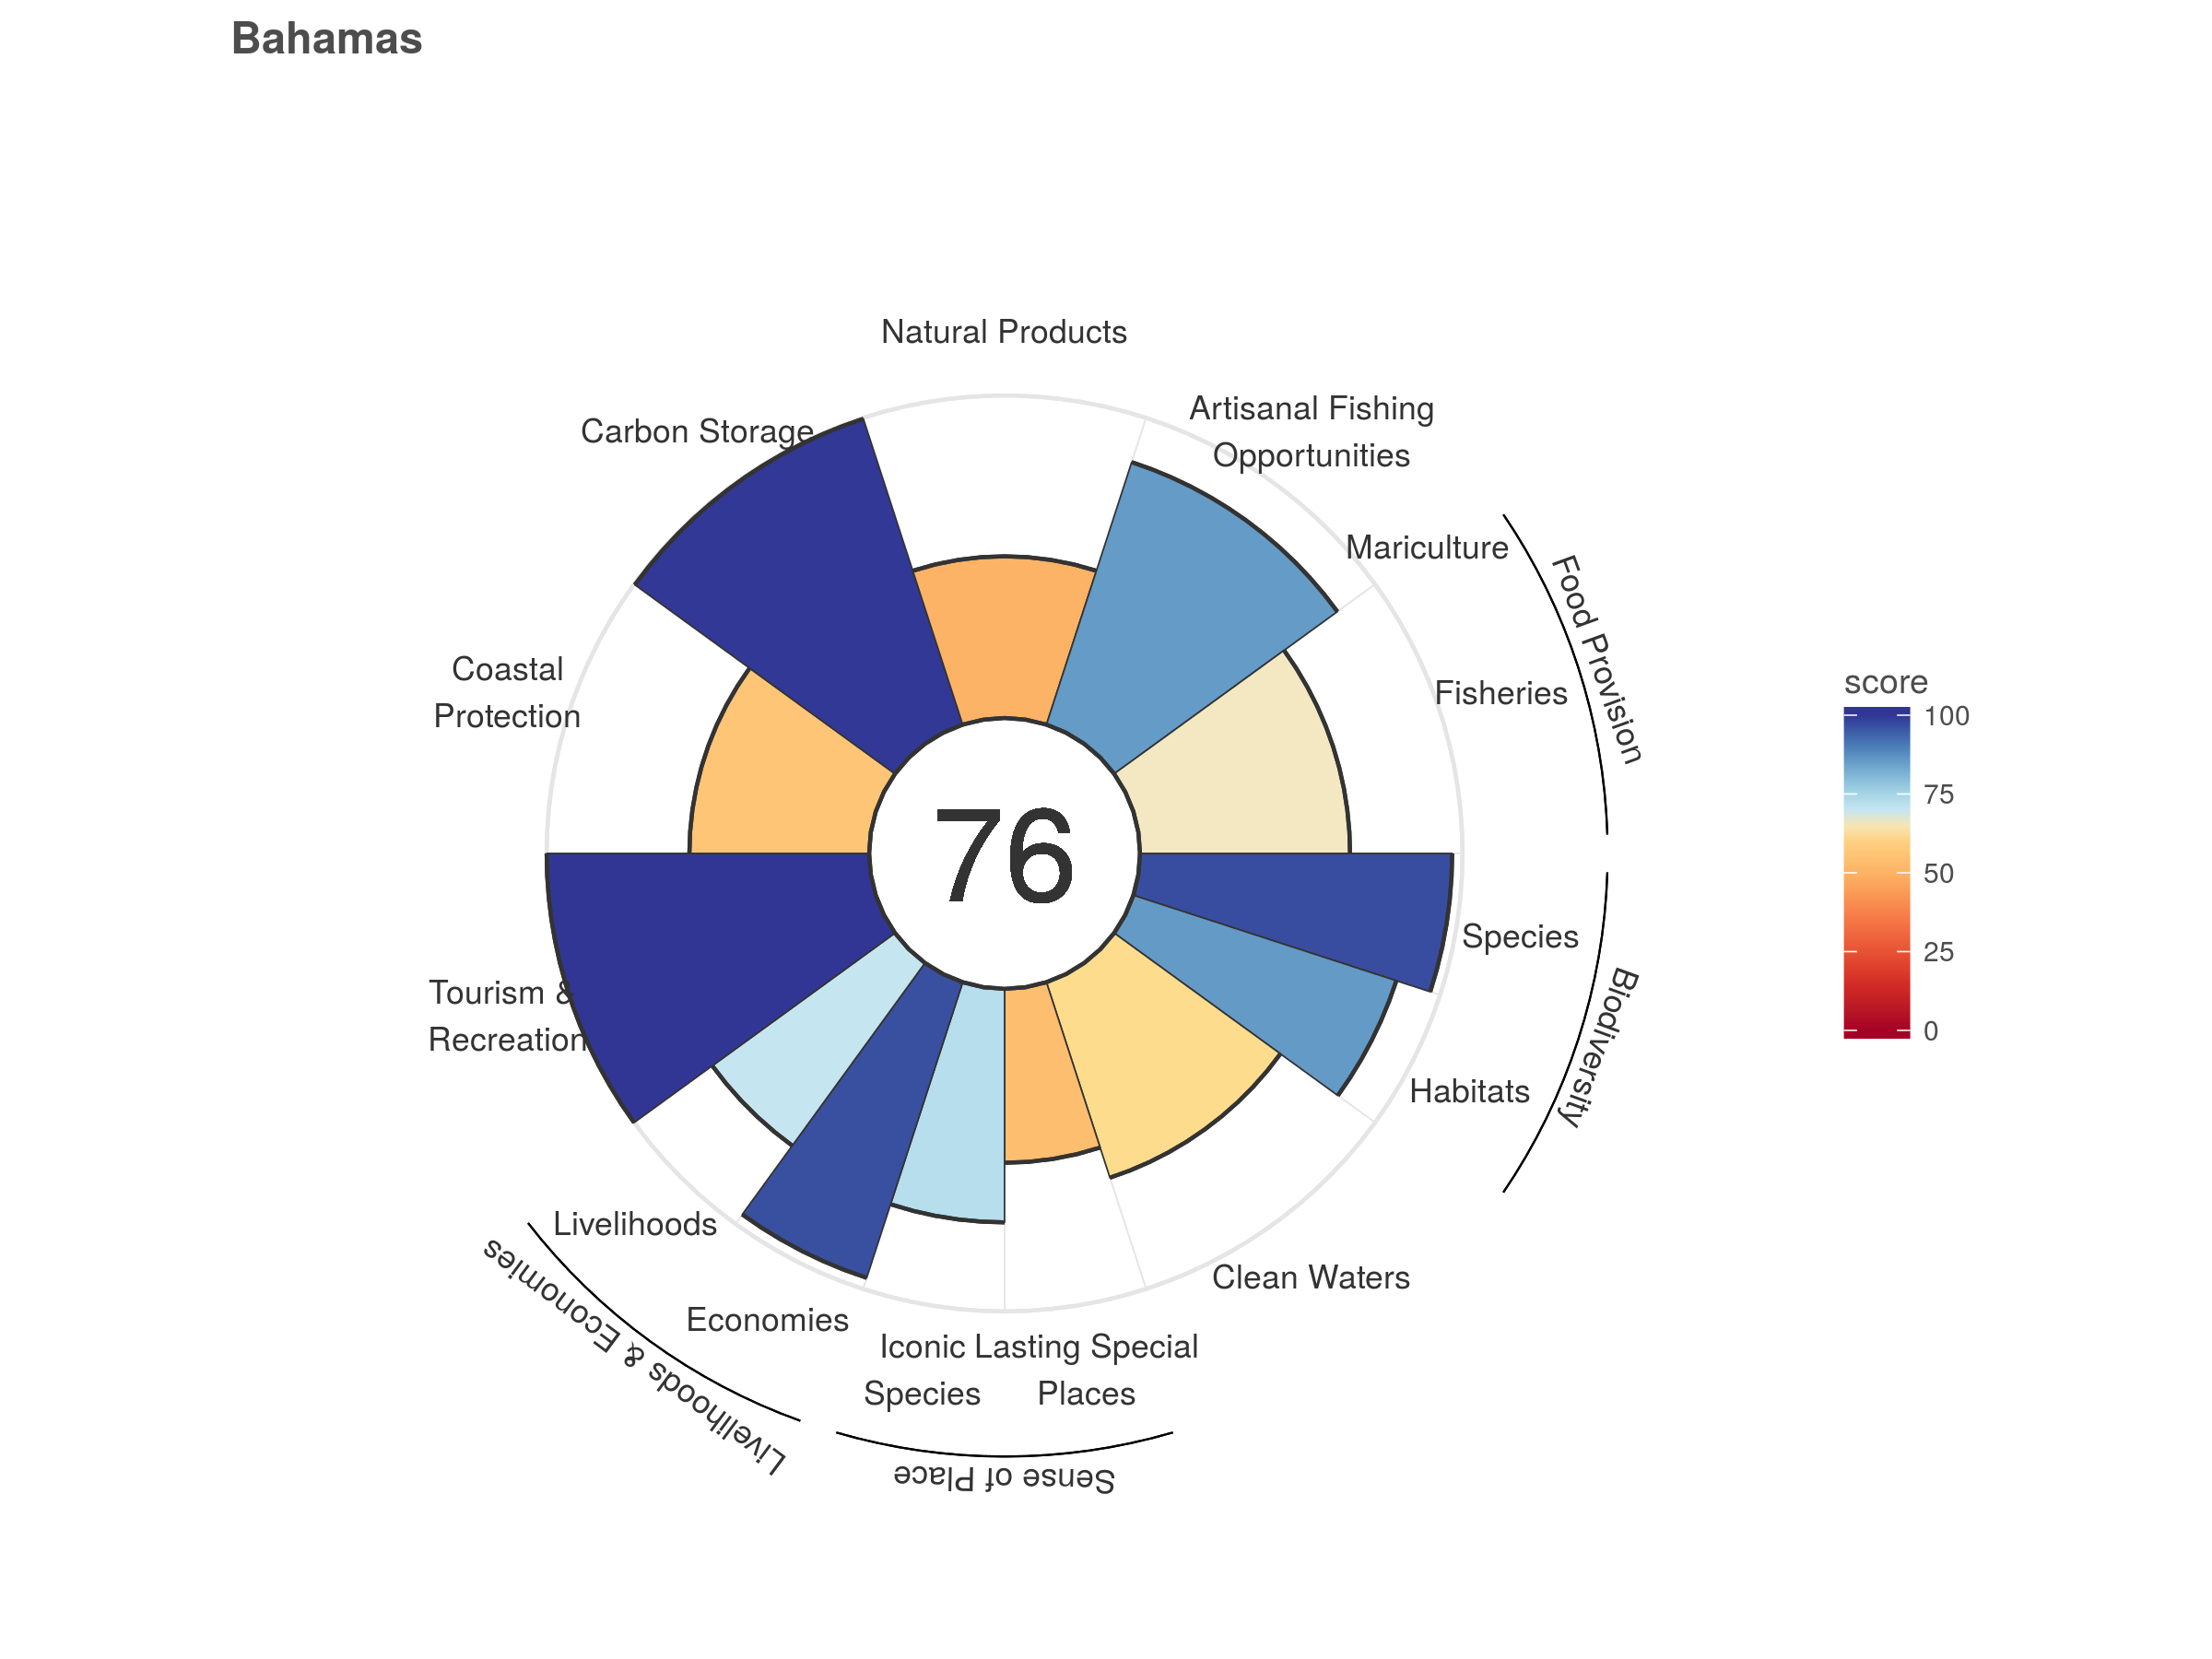 Bahamas
Natural Products
Artisanal Fishing
Opportunities
Carbon Storage
Mariculture
Food Provision
Fisheries
Coastal
Protection
score
100
75
50
25
0
76
Species
Biodiversity
Tourism &
Recreation
Habitats
Livelihoods
Livelihoods & Economies
Clean Waters
Economies
Iconic
Species
Lasting Special
Places
Sense of Place